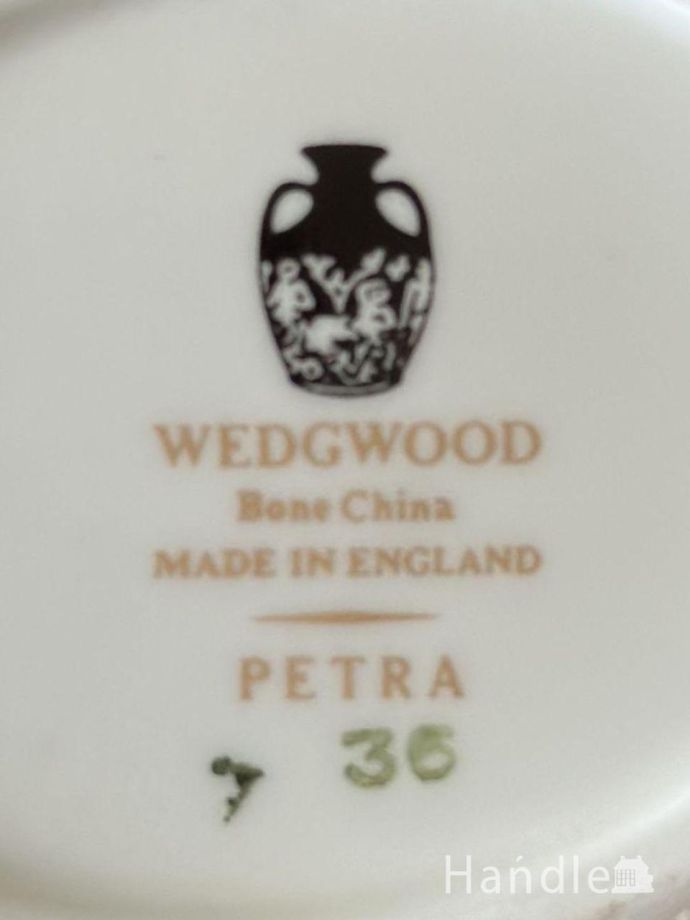 WEDGWOOD
Bone China
MADE IN ENGLAND
PETRA
36
Handle